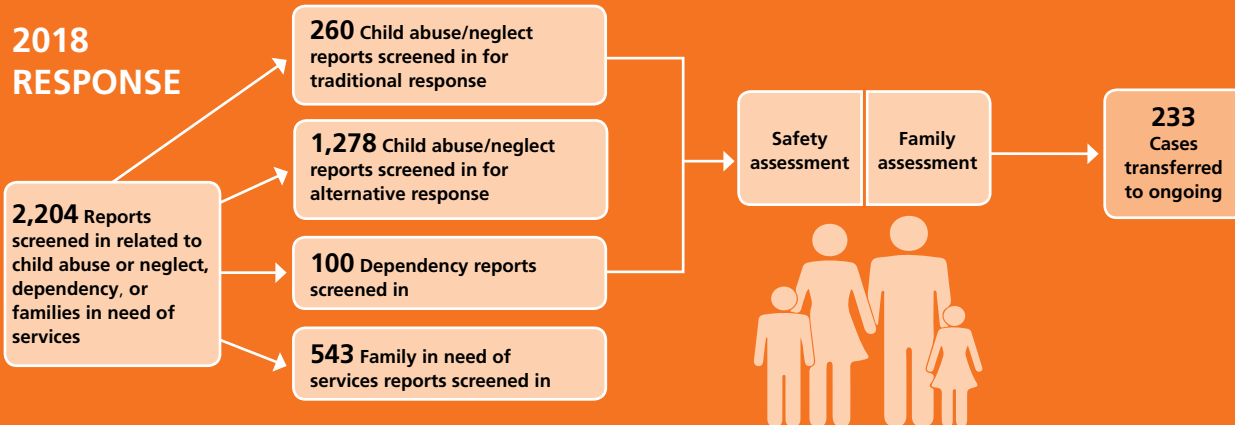 2018
RESPONSE
2,204 Reports
screened in related to
child abuse or neglect,
dependency, or
families in need of
services
260 Child abuse/neglect
reports screened in for
traditional response
1,278 Child abuse/neglect
reports screened in for
alternative response
100 Dependency reports
screened in
543 Family in need of
services reports screened in
Safety
assessment
Family
assessment
233
Cases
transferred
to ongoing